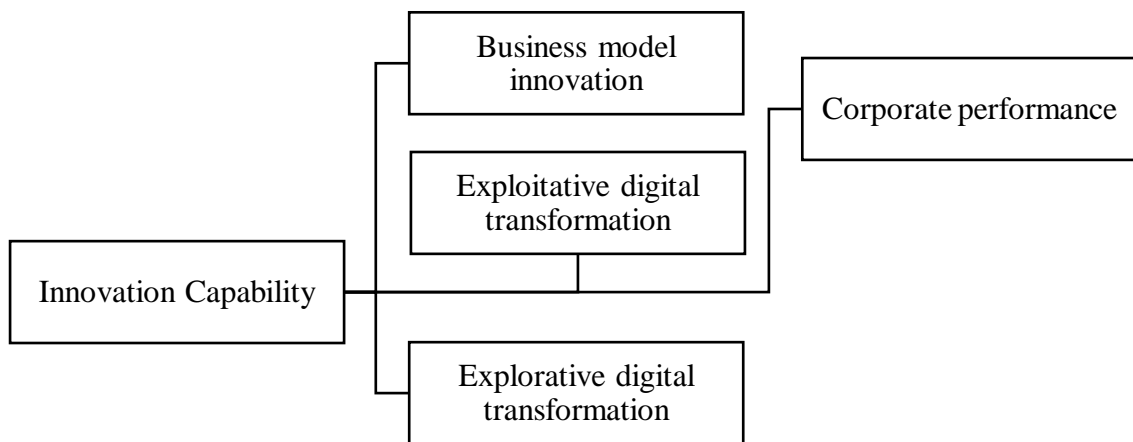 Business model
innovation
Corporate performance
Exploitative digital
transformation
Innovation Capability
Explorative digital
transformation